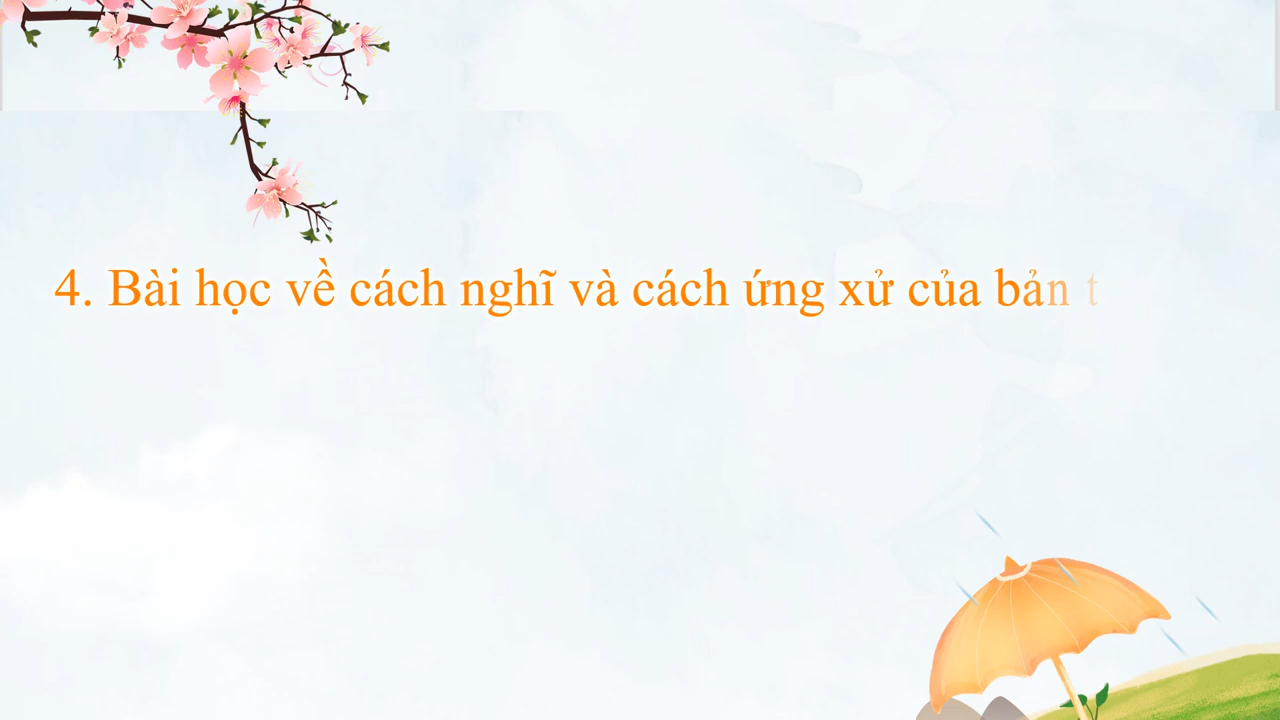 4. Bài học về cách nghĩ và cách ứng xử của bản t